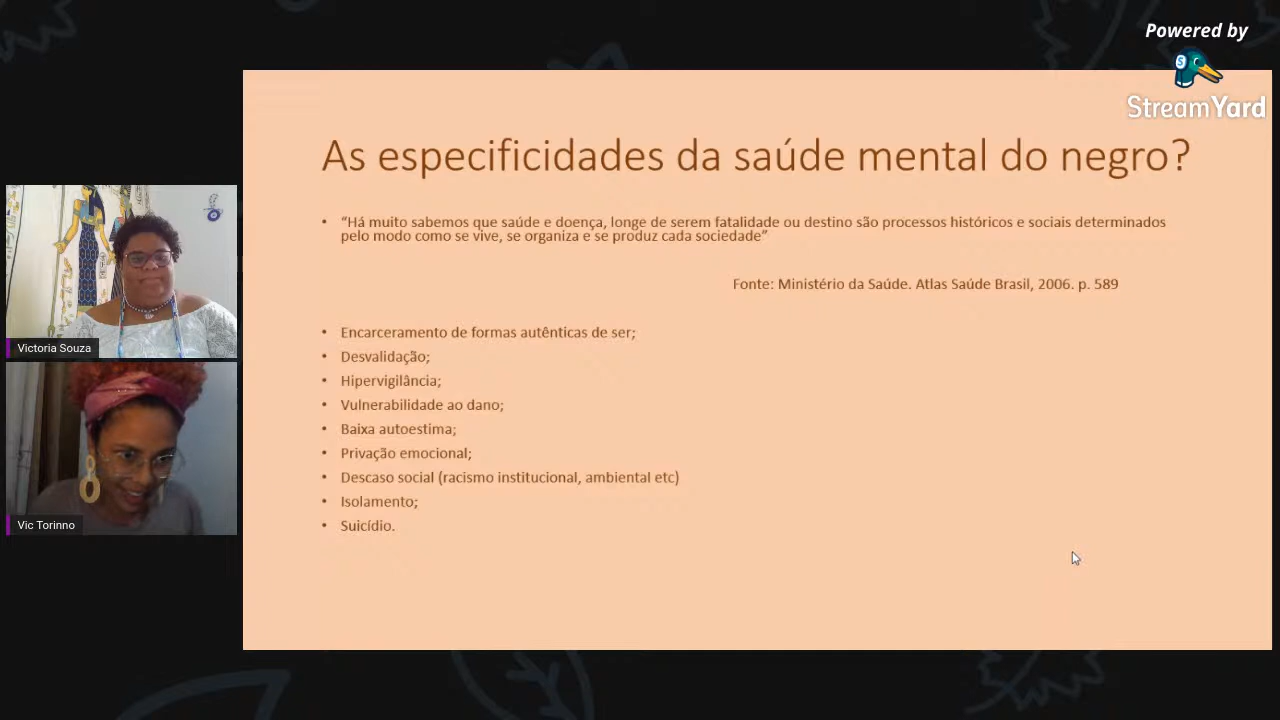 Powered by
StreamYard
As especificidades da saúde mental do negro?
• “Há muito sabemos que saúde e doença, longe de serem fatalidade ou destino são processos históricos e sociais determinados
pelo modo como se vive, se organiza e se produz cada sociedade”
Fonte: Ministério da Saúde. Atlas Saúde Brasil, 2006. p. 589
• Encarceramento de formas autênticas de ser;
• Desvalidação;
• Hipervigilância;
• Vulnerabilidade ao dano;
• Baixa autoestima;
• Privação emocional;
• Descaso social (racismo institucional, ambiental etc)
• Isolamento;
• Suicídio.
Victoria Souza
Vic Torinno